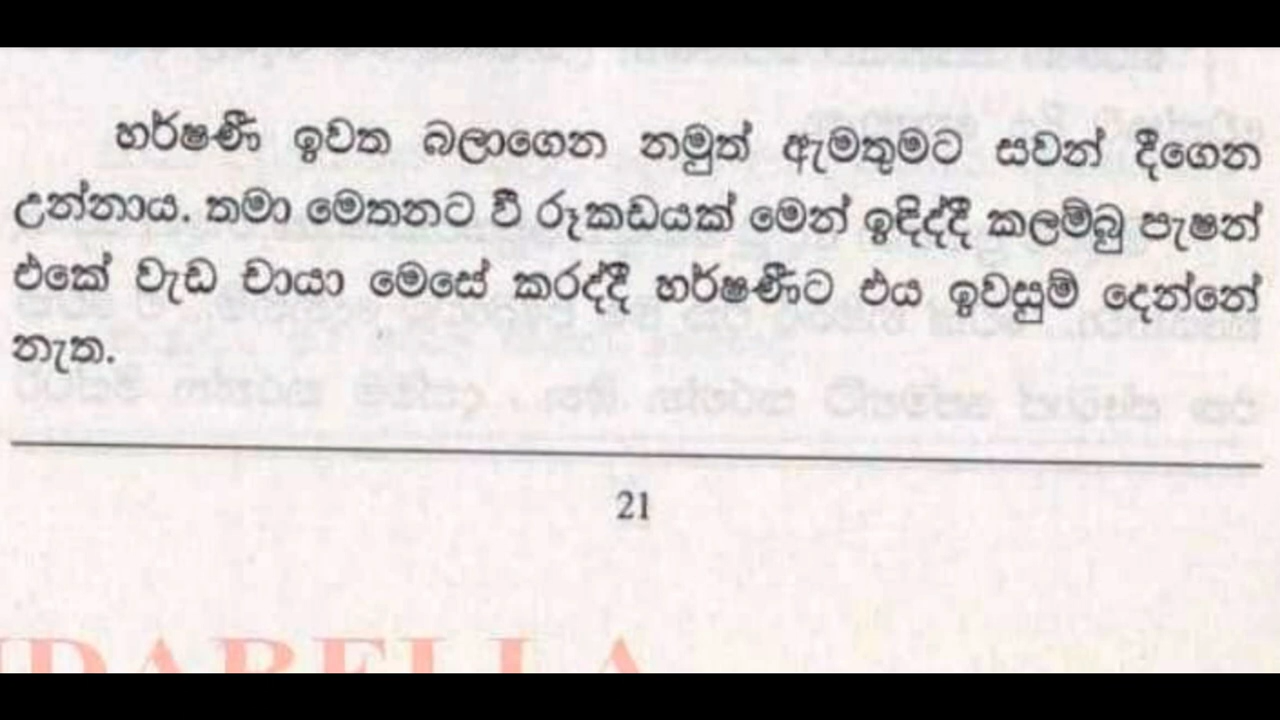 හර්ෂණී ඉවත බලාගෙන නමුත් ඇමතුමට සවන් දීගෙන
උන්නාය. තමා මෙතනට වී රූකඩයක් මෙන් ඉඳිද්දී කලම්බු පැෂන්
එකේ වැඩ චායා මෙසේ කරද්දී හර්ෂණීට එය ඉවසුම් දෙන්නේ
නැත.
21